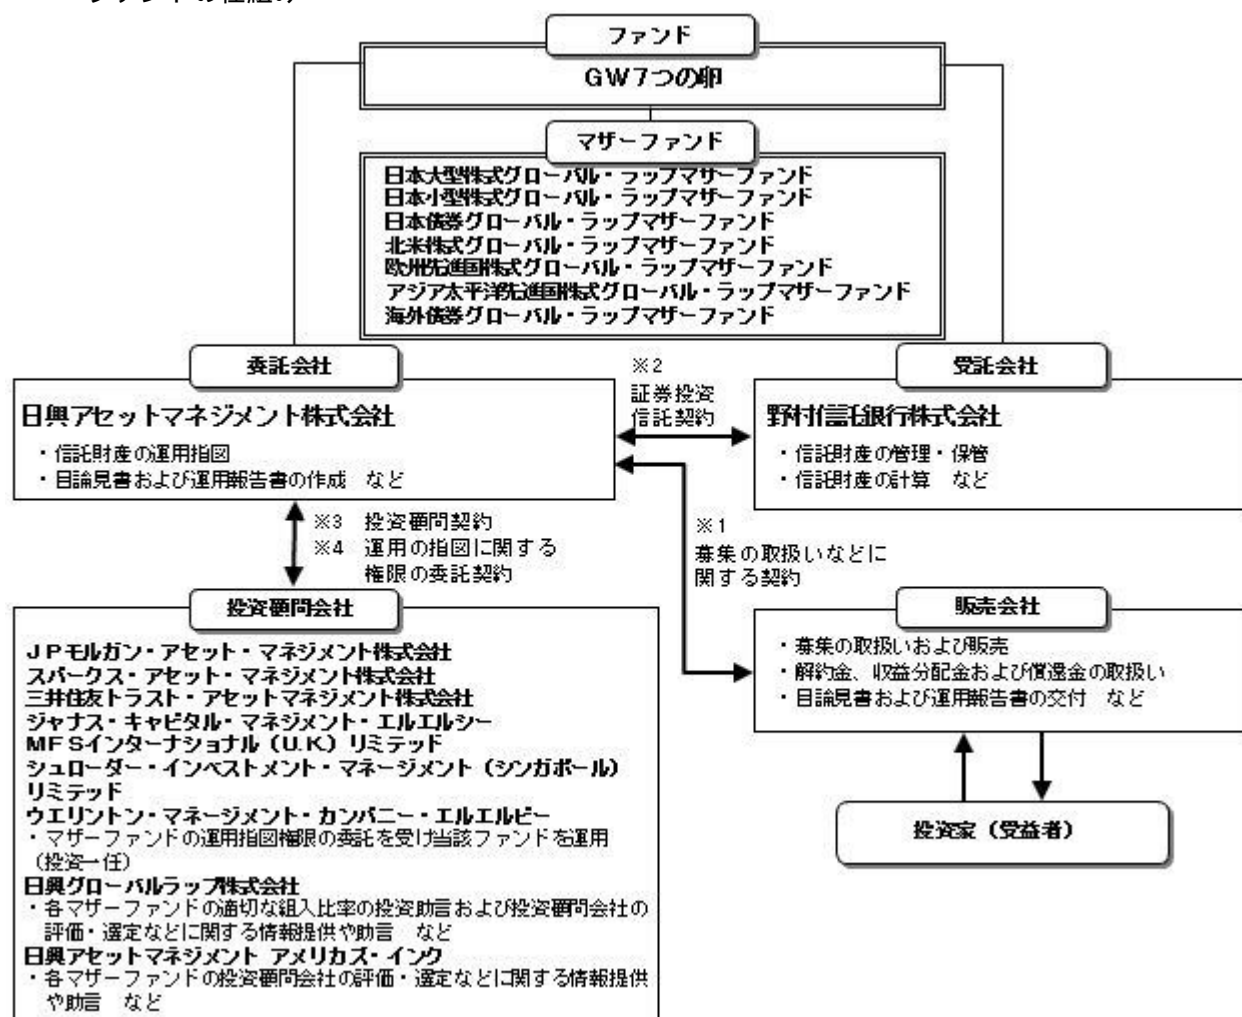 ファンドの仕組み
ファンド
GW7つの卵
マザーファンド
日本大型株式グローバル・ラップマザーファンド
日本小型株式グローバル・ラップマザーファンド
日本債券グローバル・ラップマザーファンド
北米株式グローバル・ラップマザーファンド
欧州先進国株式グローバル・ラップマザーファンド
アジア太平洋先進国株式グローバル・ラップマザーファンド
海外債券グローバル・ラップマザーファンド
委託会社
日興アセットマネジメント株式会社
・信託財産の運用指図
・目論見書および運用報告書の作成 など
※2
証券投資
信託契約
受託会社
野村信託銀行株式会社
・信託財産の管理・保管
・信託財産の計算 など
※3 投資顧問契約
※4 運用の指図に関する
権限の委託契約
※1
募集の取扱いなどに
関する契約
投資顧問会社
JPモルガン・アセット・マネジメント株式会社
スパークス・アセット・マネジメント株式会社
三井住友トラスト・アセットマネジメント株式会社
ジャナス・キャピタル・マネジメント・エルエルシー
MFSインターナショナル(U.K)リミテッド
シュローダー・インベストメント・マネージメント(シンガポール)
リミテッド
ウエリントン・マネージメント・カンパニー・エルエルピー
・マザーファンドの運用指図権限の委託を受け当該ファンドを運用
(投資一任)
日興グローバルラップ株式会社
・各マザーファンドの適切な組入比率の投資助言および投資顧問会社の
評価・選定などに関する情報提供や助言 など
日興アセットマネジメント アメリカズ・インク
・各マザーファンドの投資顧問会社の評価・選定などに関する情報提供
や助言 など
販売会社
・募集の取扱いおよび販売
・解約金、収益分配金および償還金の取扱い
・目論見書および運用報告書の交付 など
投資家(受益者)